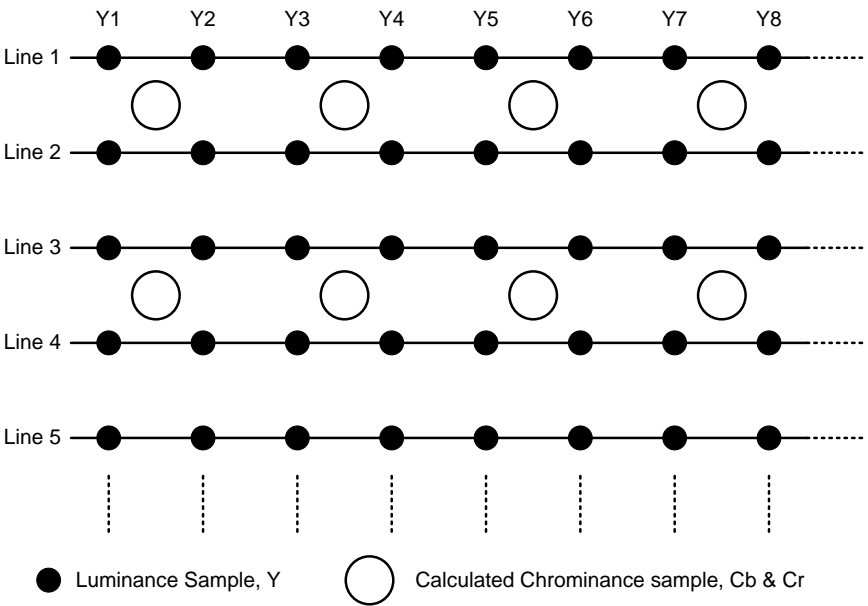 Y1 Y2 Y3 Y4 Y5 Y6 Y7 Y8
Line 1
Line 2
Line 3
Line 4
Line 5
Luminance Sample, Y
Calculated Chrominance sample, Cb & Cr